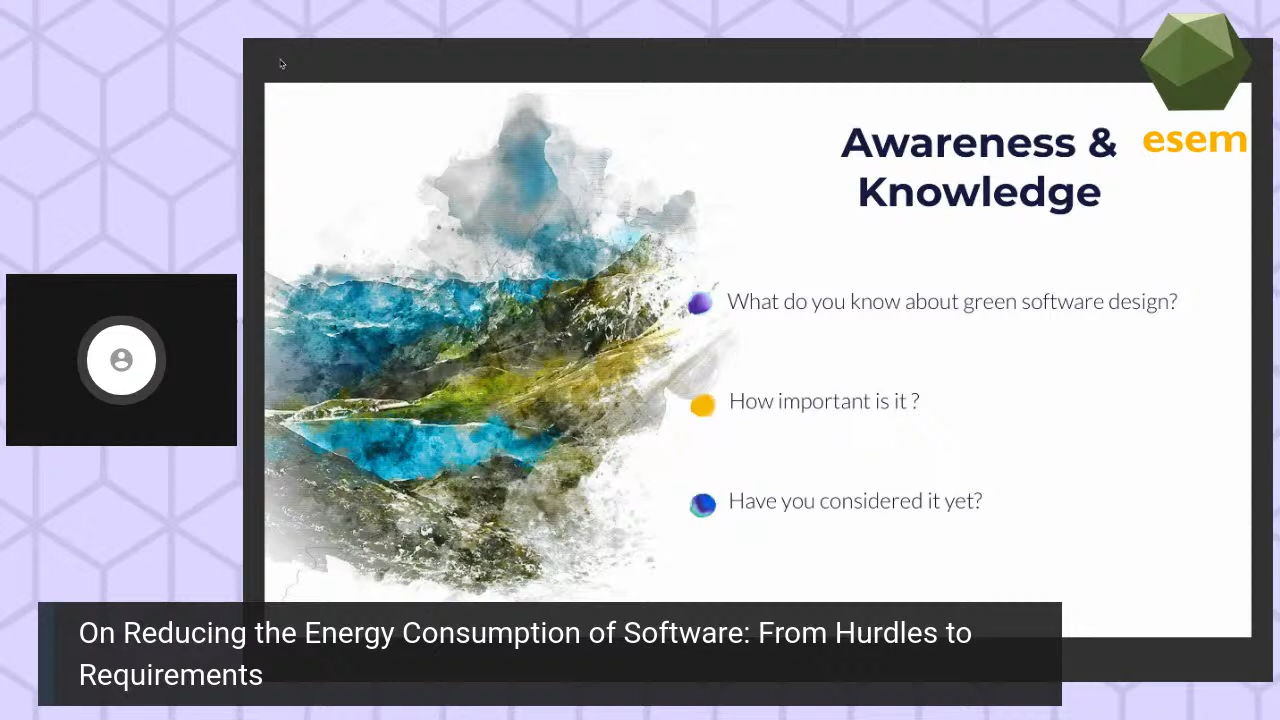 Awareness &
Knowledge
esem
What do you know about green software design?
How important is it ?
Have you considered it yet?
On Reducing the Energy Consumption of Software: From Hurdles to
Requirements